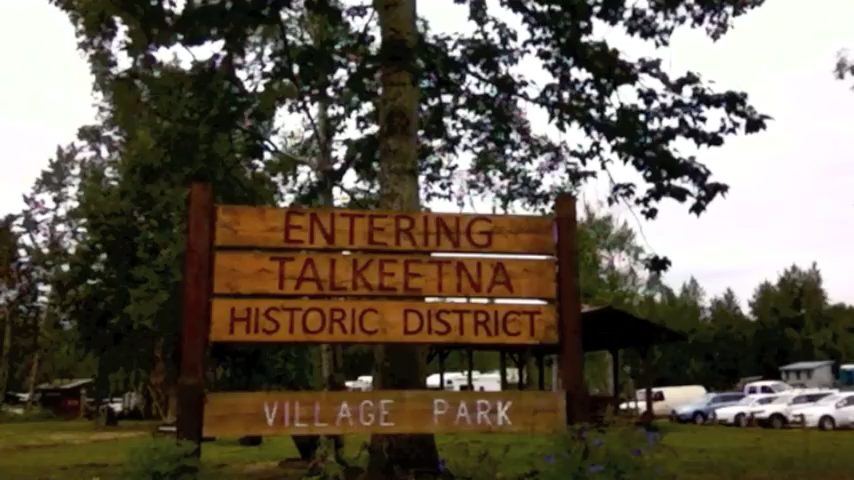 ENTERING
TALKEETNA
HISTORIC DISTRICT
VILLAGE PARK